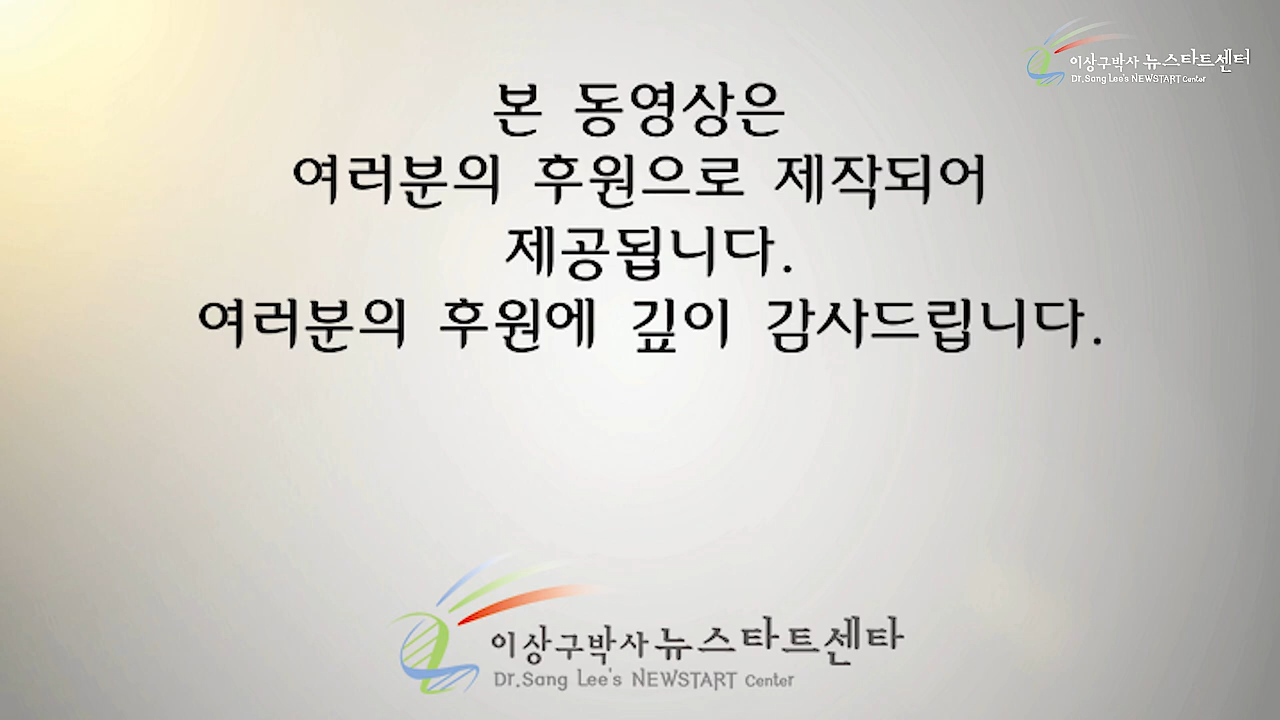 이상구박사 뉴스타트센터
Dr.Sang Lee's NEWSTART Center
본 동영상은
여러분의 후원으로 제작되어
제공됩니다.
여러분의 후원에 깊이 감사드립니다.
이상구박사 뉴스타트센타
Dr.Sang Lee's NEWSTART Center